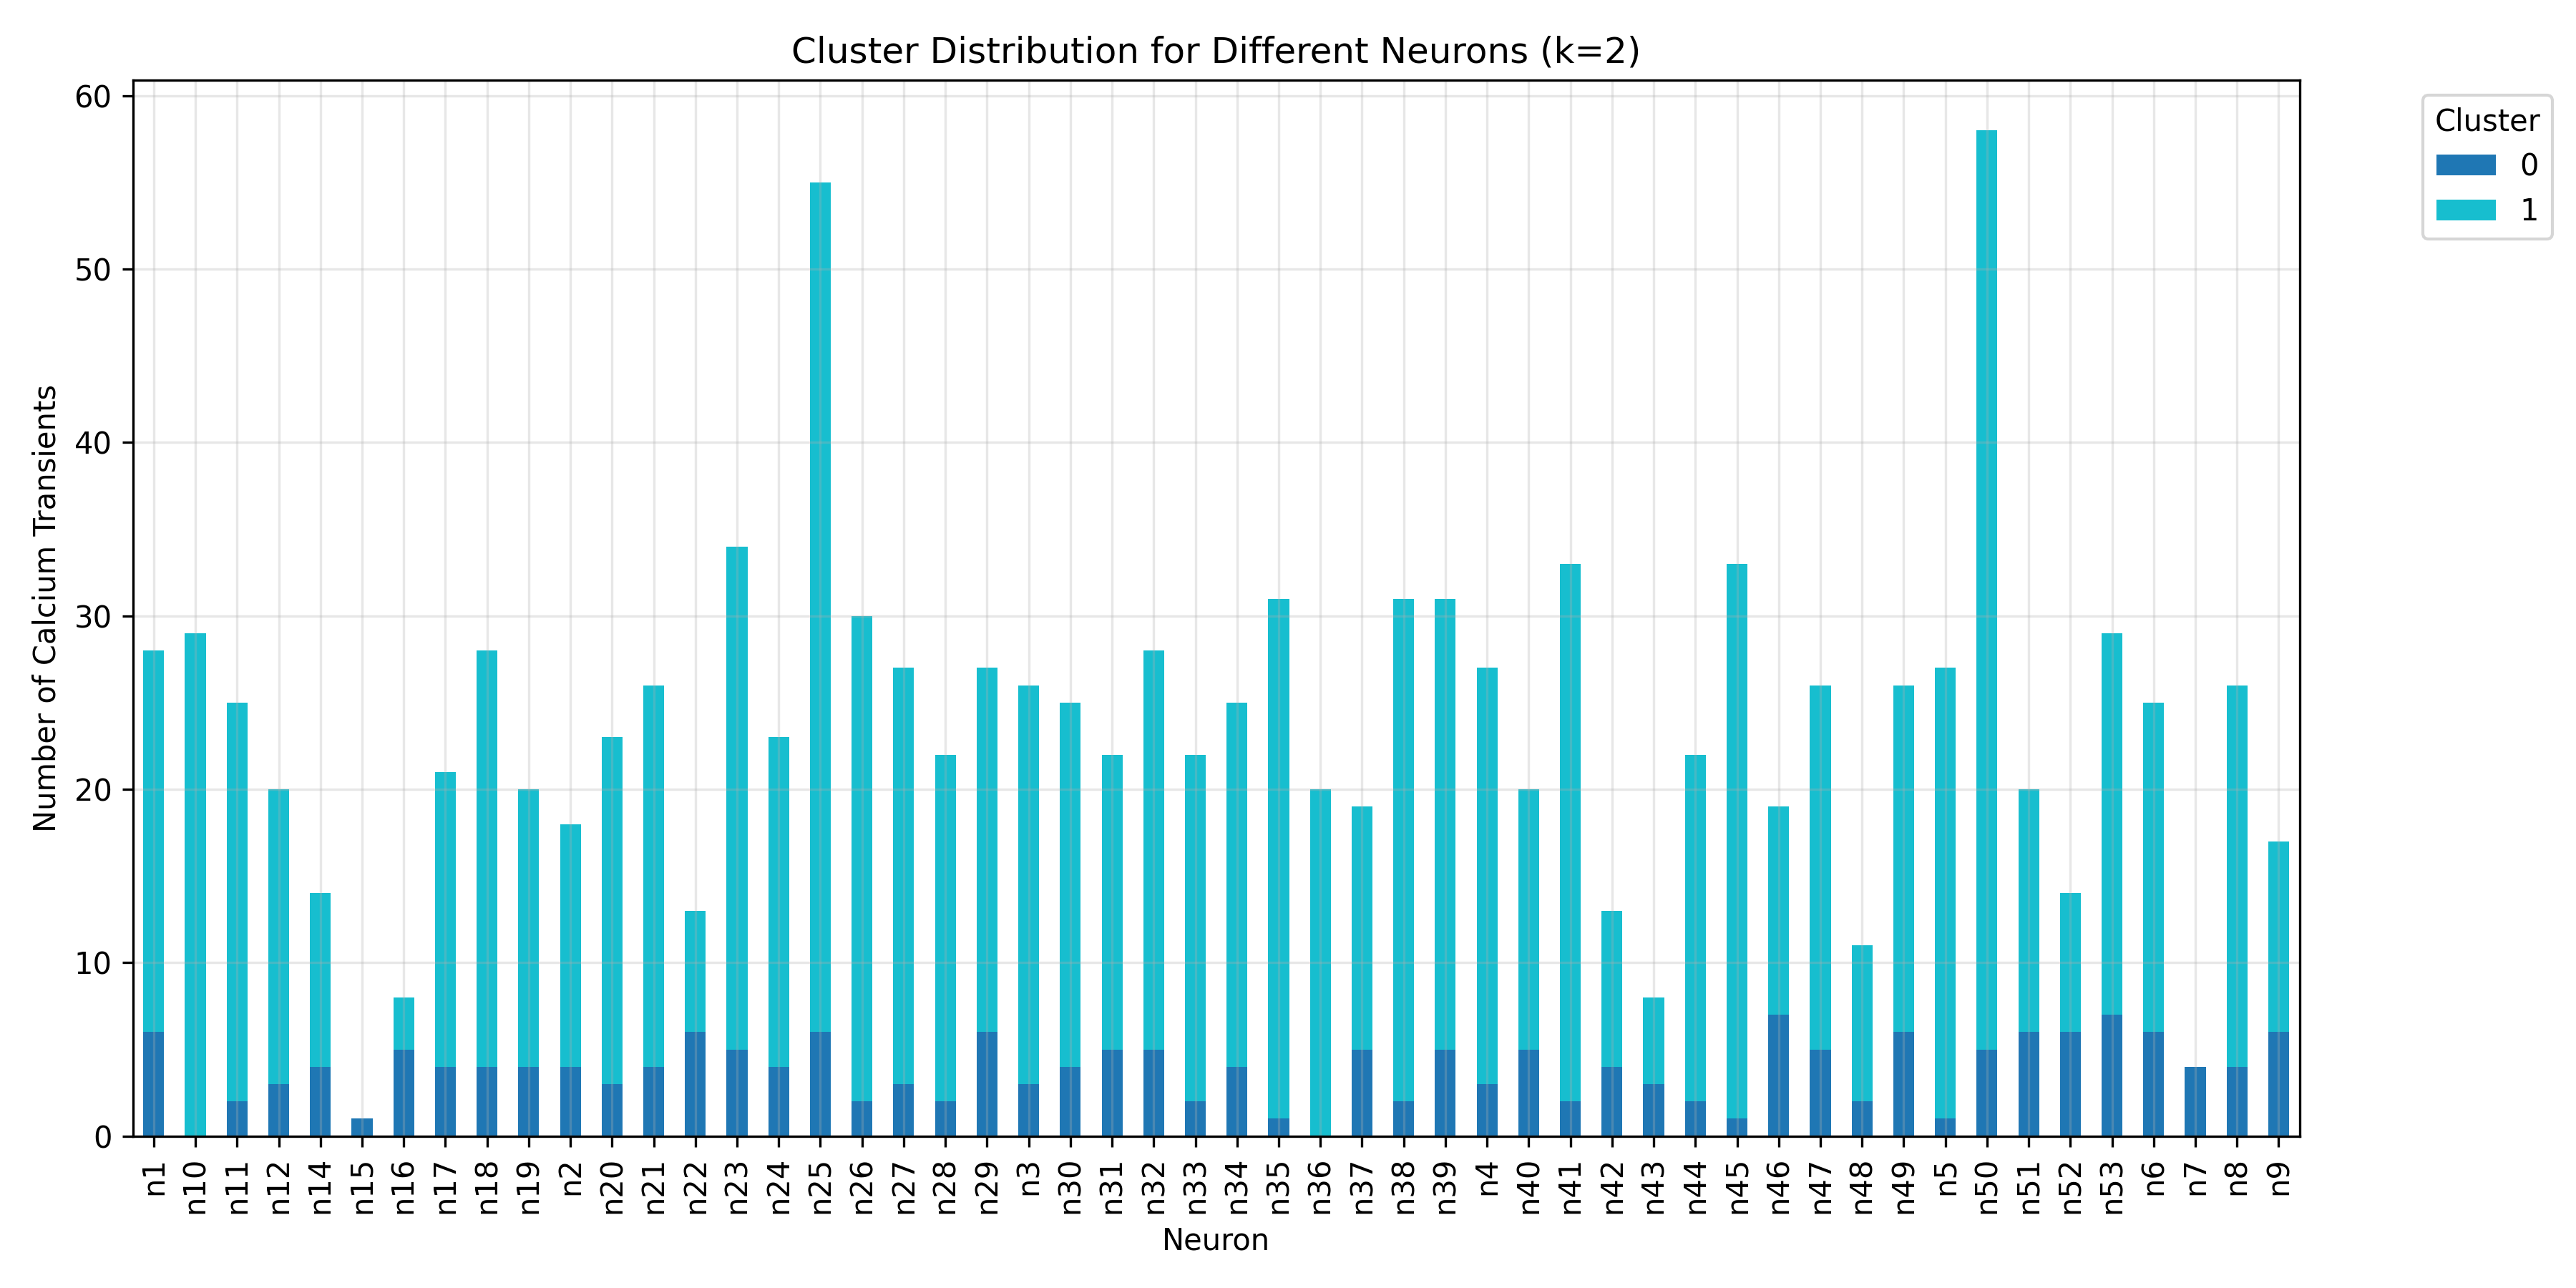 Cluster Distribution for Different Neurons (k=2)
60
50
40
30
20
10
0
Number of Calcium Transients
n1 n10 n11 n12 n14 n15 n16 n17 n18 n19 n2 n20 n21 n22 n23 n24 n25 n26 n27 n28 n29 n3 n30 n31 n32 n33 n34 n35 n36 n37 n38 n39 n4 n40 n41 n42 n43 n44 n45 n46 n47 n48 n49 n5 n50 n51 n52 n53 n6 n7 n8 n9
Neuron
Cluster
0
1